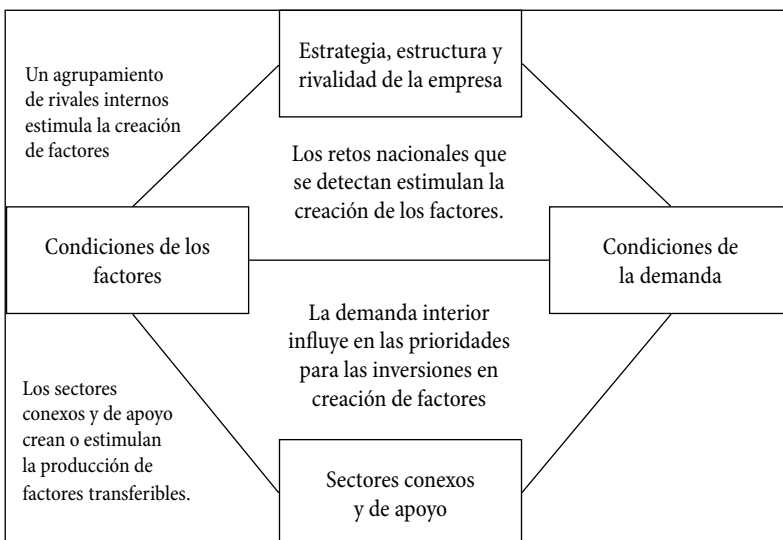 Estrategia, estructura y
rivalidad de la empresa
Un agrupamiento
de rivales internos
estimula la creación
de factores
Los retos nacionales que
se detectan estimulan la
creación de los factores.
Condiciones de los
factores
Condiciones de
la demanda
La demanda interior
influye en las prioridades
para las inversiones en
creación de factores
Los sectores
conexos y de apoyo
crean o estimulan
la producción de
factores transferibles.
Sectores conexos
y de apoyo